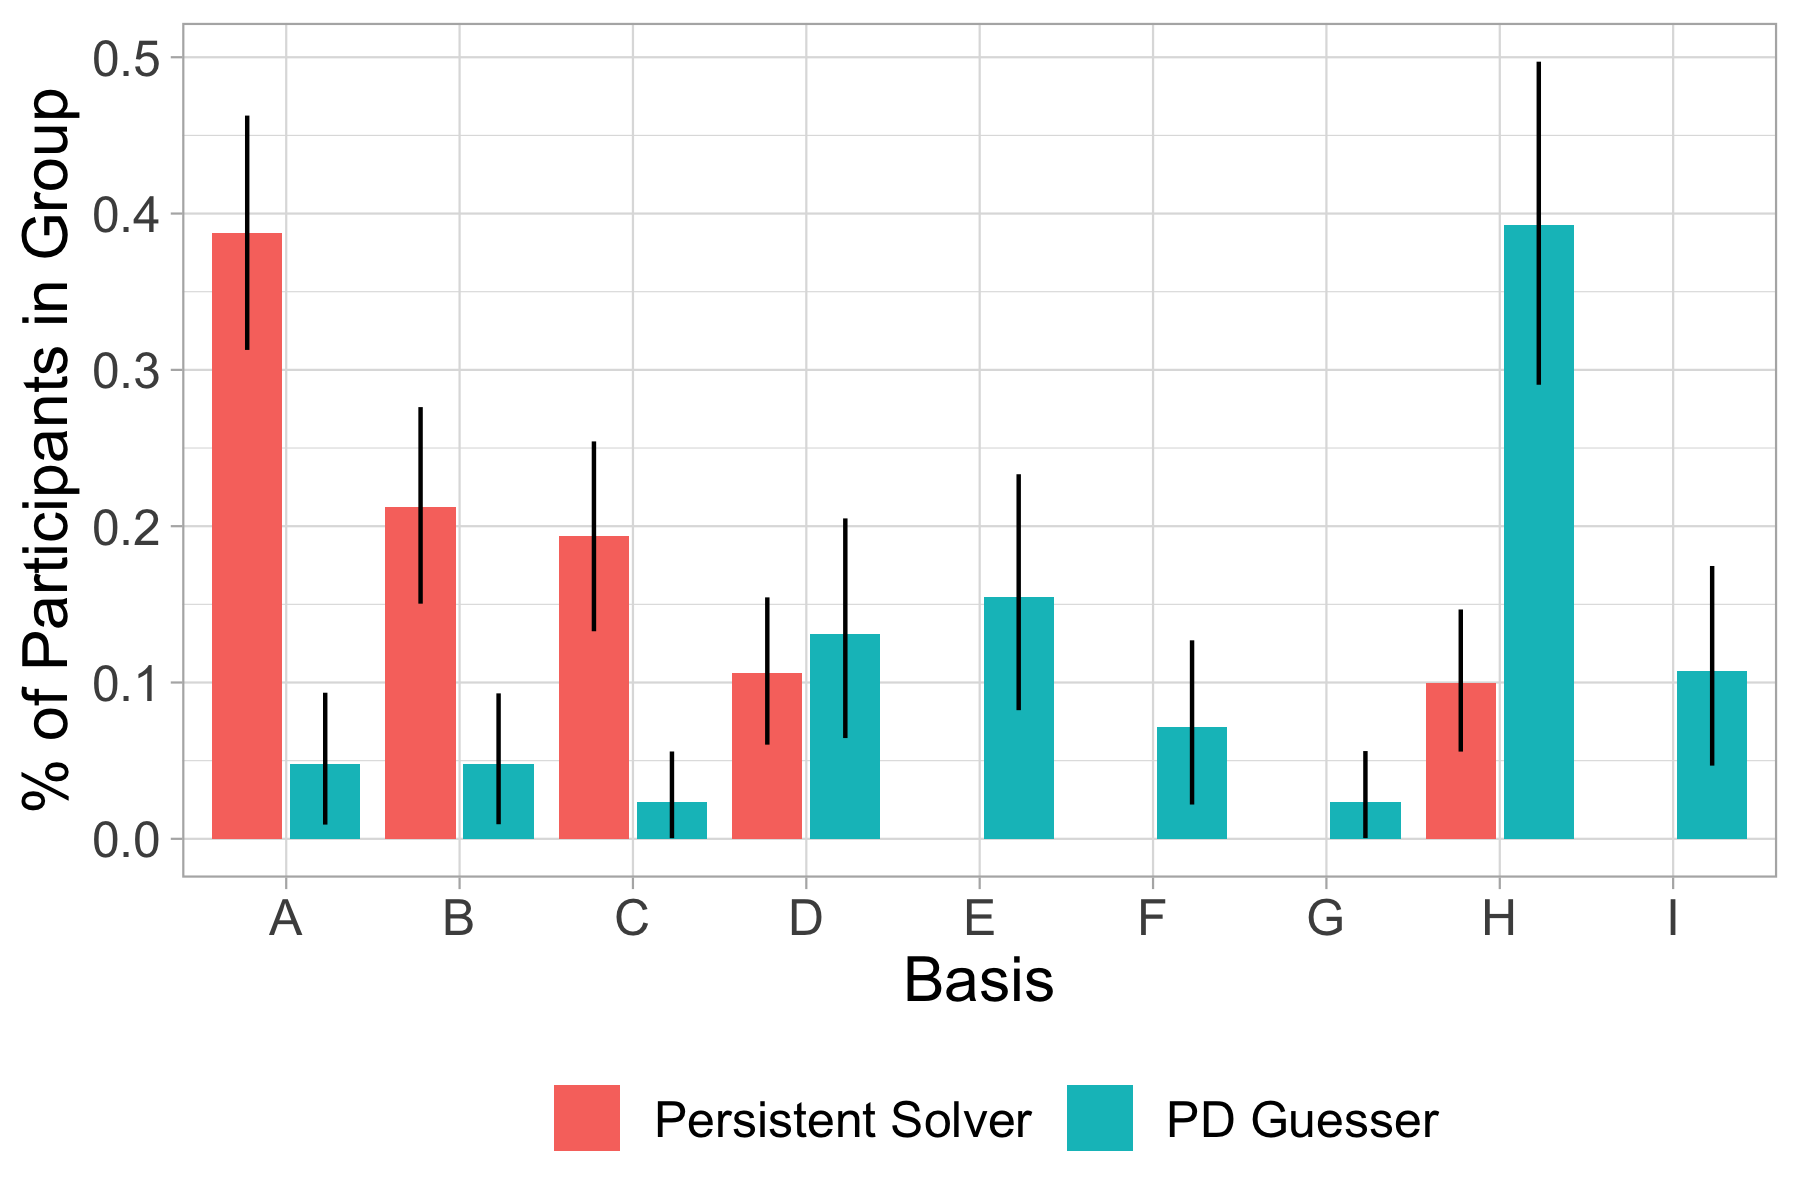 % of Participants in Group
0.5
0.4
0.3
0.2
0.1
0.0
A B C D E F G H I
Basis
Persistent Solver PD Guesser